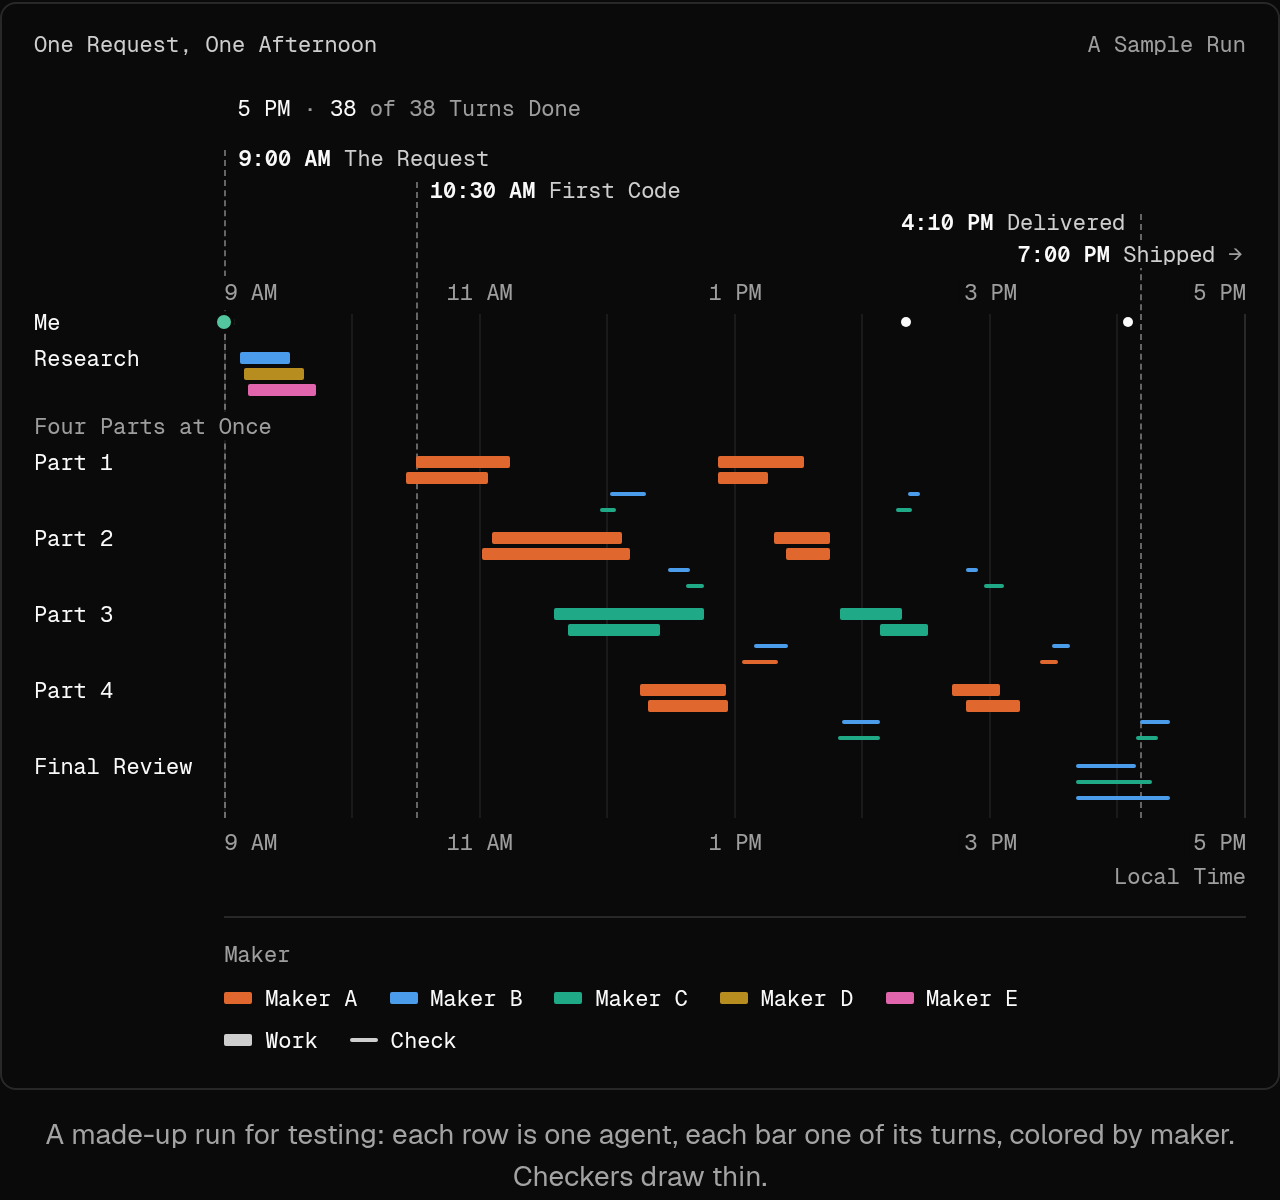 One Request, One Afternoon
A Sample Run
5 PM · 38 of 38 Turns Done
9:00 AM The Request
10:30 AM First Code
4:10 PM Delivered
7:00 PM Shipped →
9 AM 11 AM 1 PM 3 PM 5 PM
Me
Research
Four Parts at Once
Part 1
Part 2
Part 3
Part 4
Final Review
9 AM 11 AM 1 PM 3 PM 5 PM
Local Time
Maker
Maker A Maker B Maker C Maker D Maker E
Work Check
A made-up run for testing: each row is one agent, each bar one of its turns, colored by maker.
Checkers draw thin.